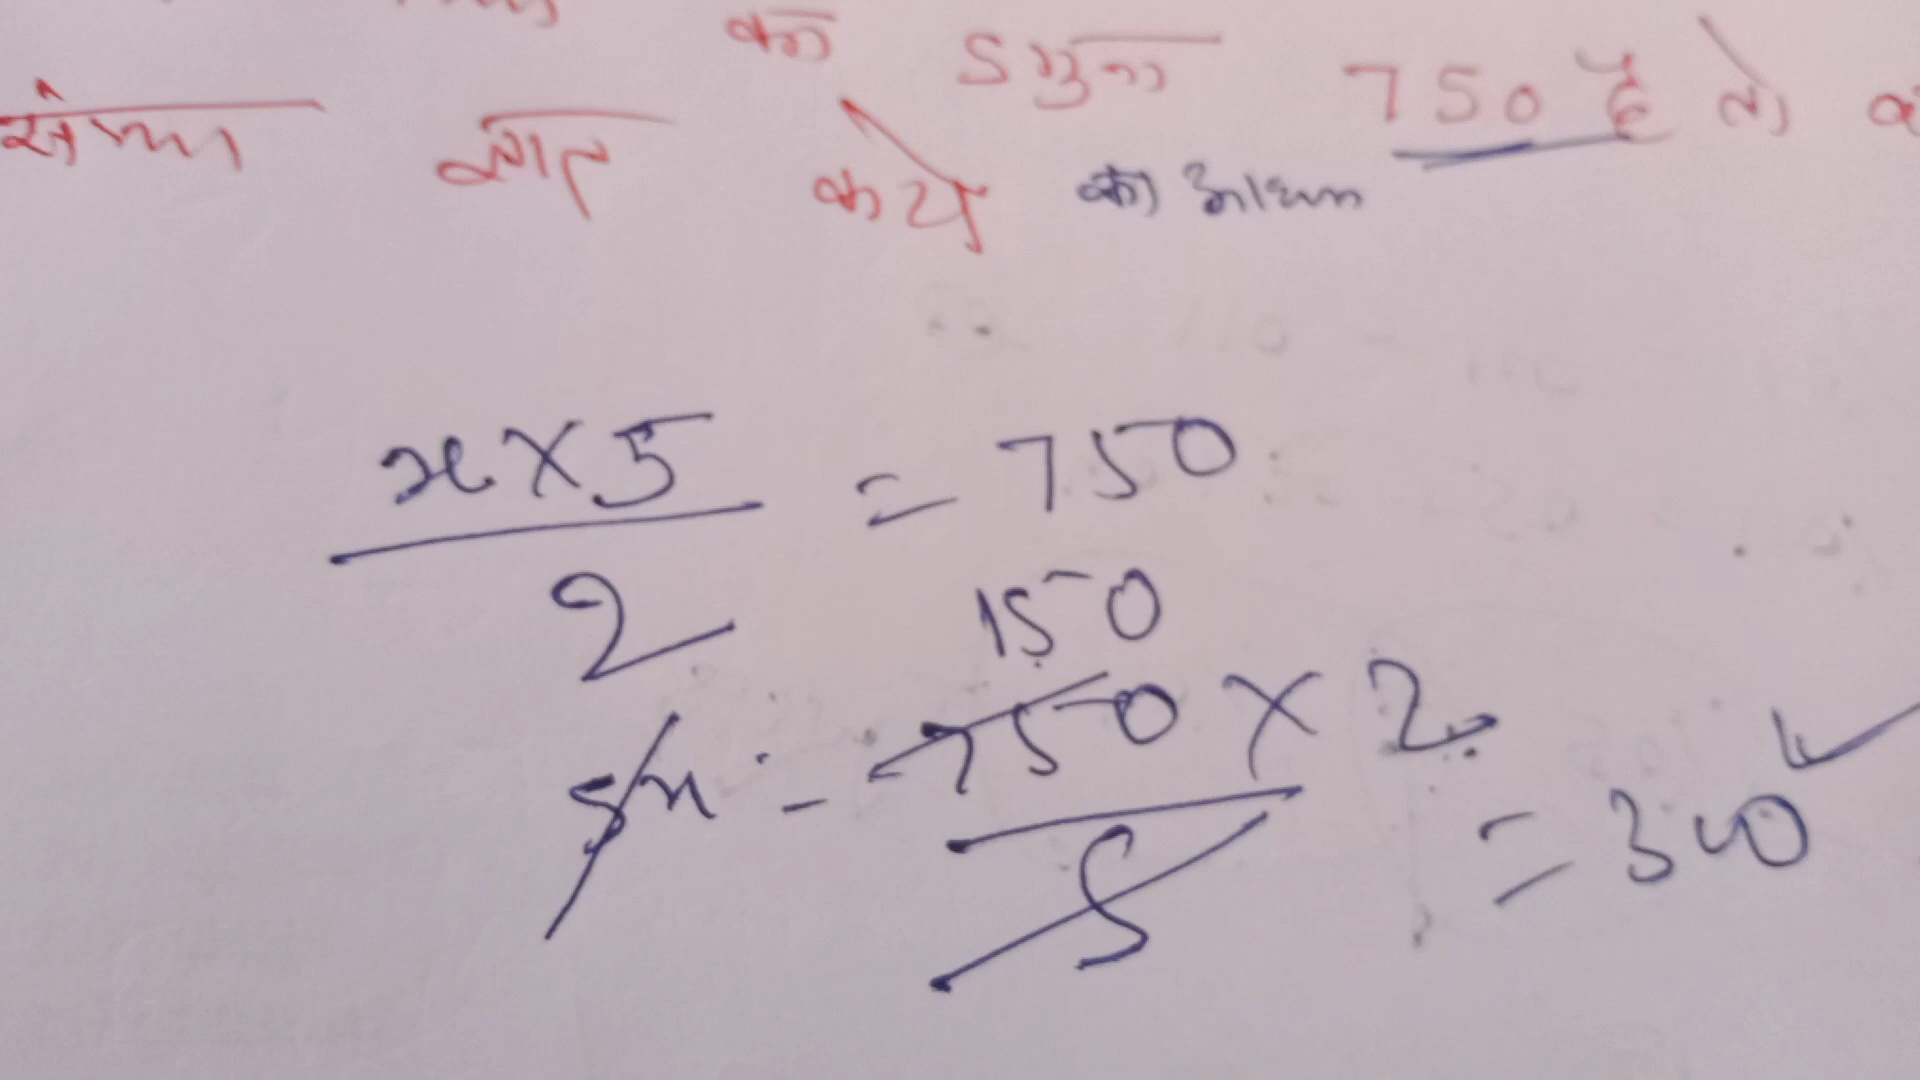 का 5 गुना 750 है तो
संख्या ज्ञात करो का आधा
x × 5 = 750
2
150
5x = 750 × 2
5
= 300